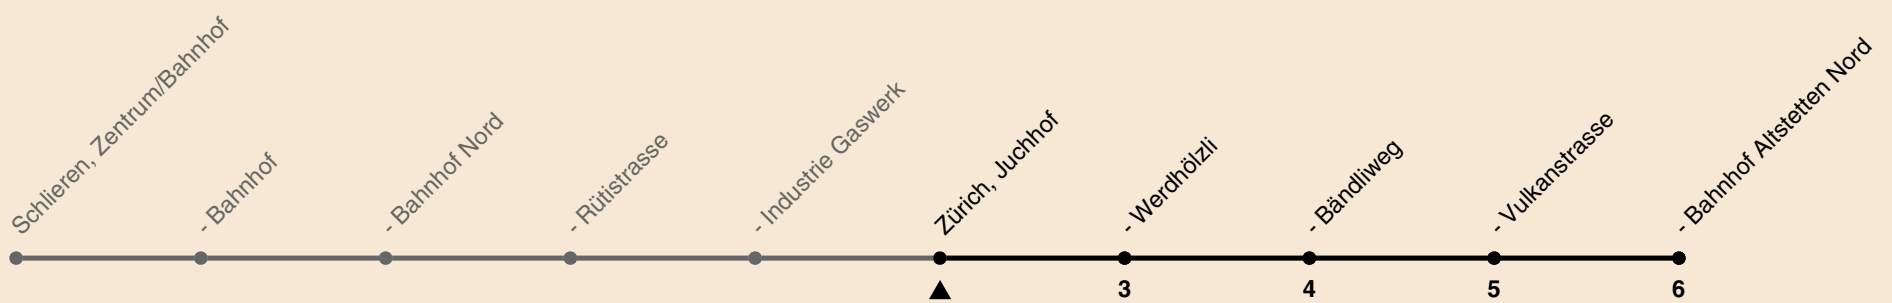 Schlieren, Zentrum/Bahnhof
- Bahnhof
- Bahnhof Nord
- Rütistrasse
- Industrie Gaswerk
Zürich, Juchhof
- Werdhölzli
- Bändliweg
- Vulkanstrasse
- Bahnhof Altstetten Nord
3 4 5 6